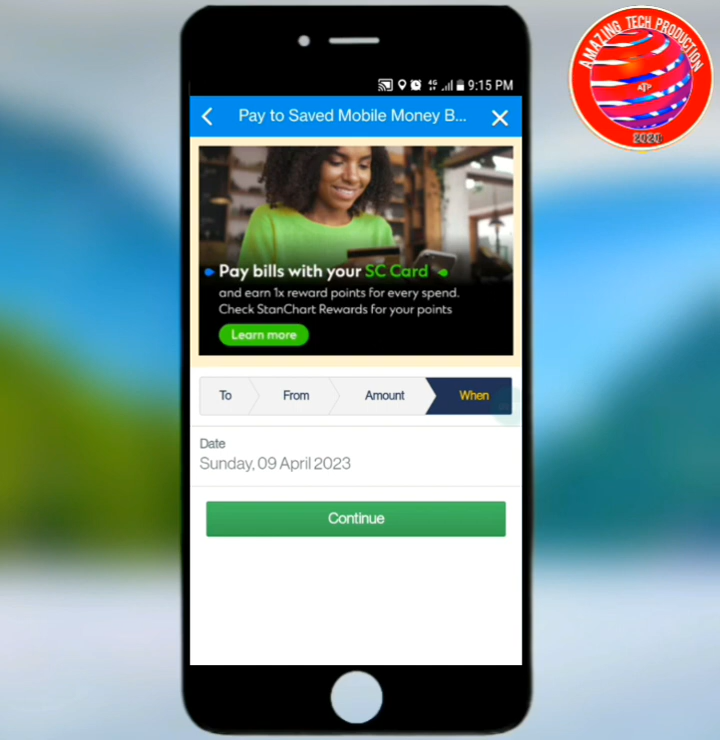 AMAZING TECH PRODUCTION
ATP
2020
4G
9:15 PM
Pay to Saved Mobile Money B...
Pay bills with your SC Card
and earn 1x reward points for every spend.
Check StanChart Rewards for your points
Learn more
To
From
Amount
When
Date
Sunday, 09 April 2023
Continue